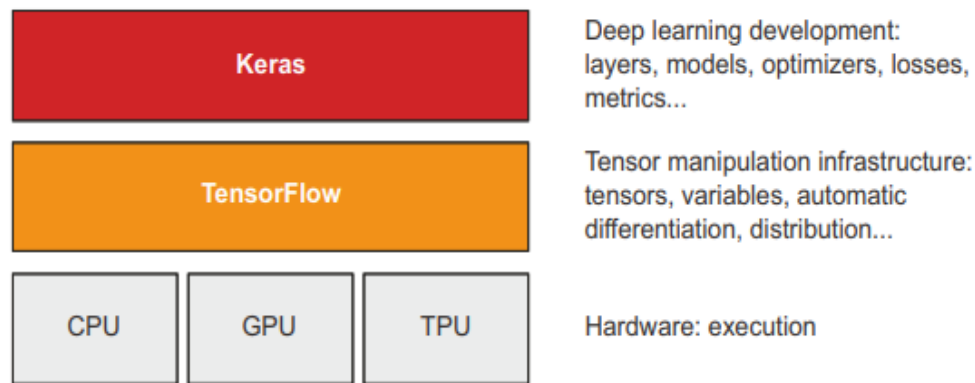 Keras
Deep learning development:
layers, models, optimizers, losses,
metrics...
TensorFlow
Tensor manipulation infrastructure:
tensors, variables, automatic
differentiation, distribution...
CPU
GPU
TPU
Hardware: execution